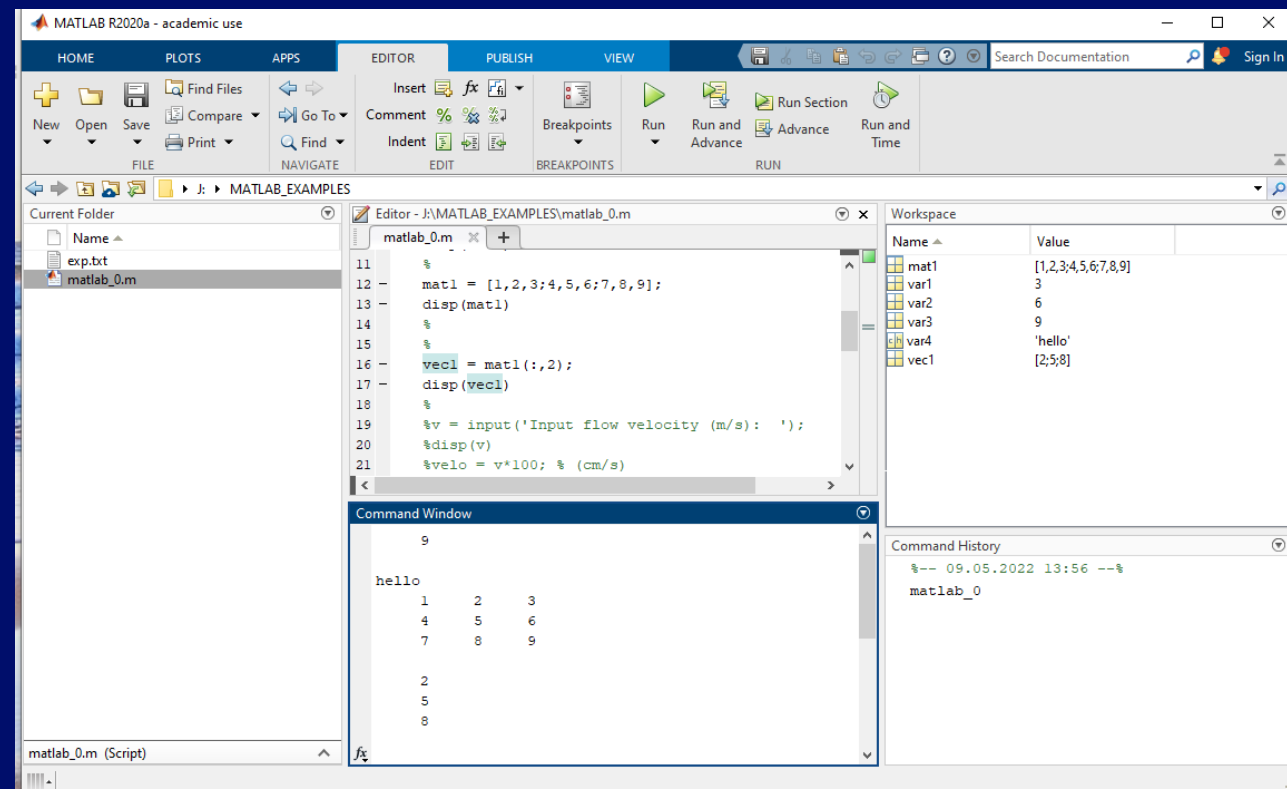 MATLAB R2020a - academic use
HOME PLOTS APPS EDITOR PUBLISH VIEW Search Documentation Sign In
New Open Save Find Files Compare Print
FILE
Go To Find
NAVIGATE
Insert fx
Comment %
Indent
EDIT
Breakpoints
BREAKPOINTS
Run Run and Advance Run Section Advance Run and Time
RUN
J: MATLAB_EXAMPLES
Current Folder
Name
exp.txt
matlab_0.m
matlab_0.m (Script)
Editor - J:\MATLAB_EXAMPLES\matlab_0.m
matlab_0.m
11 %
12 – mat1 = [1,2,3;4,5,6;7,8,9];
13 – disp(mat1)
14 %
15 %
16 – vec1 = mat1(:,2);
17 – disp(vec1)
18 %
19 %v = input('Input flow velocity (m/s):  ');
20 %disp(v)
21 %velo = v*100; % (cm/s)
Command Window
9
hello
1 2 3
4 5 6
7 8 9
2
5
8
fx
Workspace
Name Value
mat1 [1,2,3;4,5,6;7,8,9]
var1 3
var2 6
var3 9
ch var4 'hello'
vec1 [2;5;8]
Command History
%-- 09.05.2022 13:56 --%
matlab_0